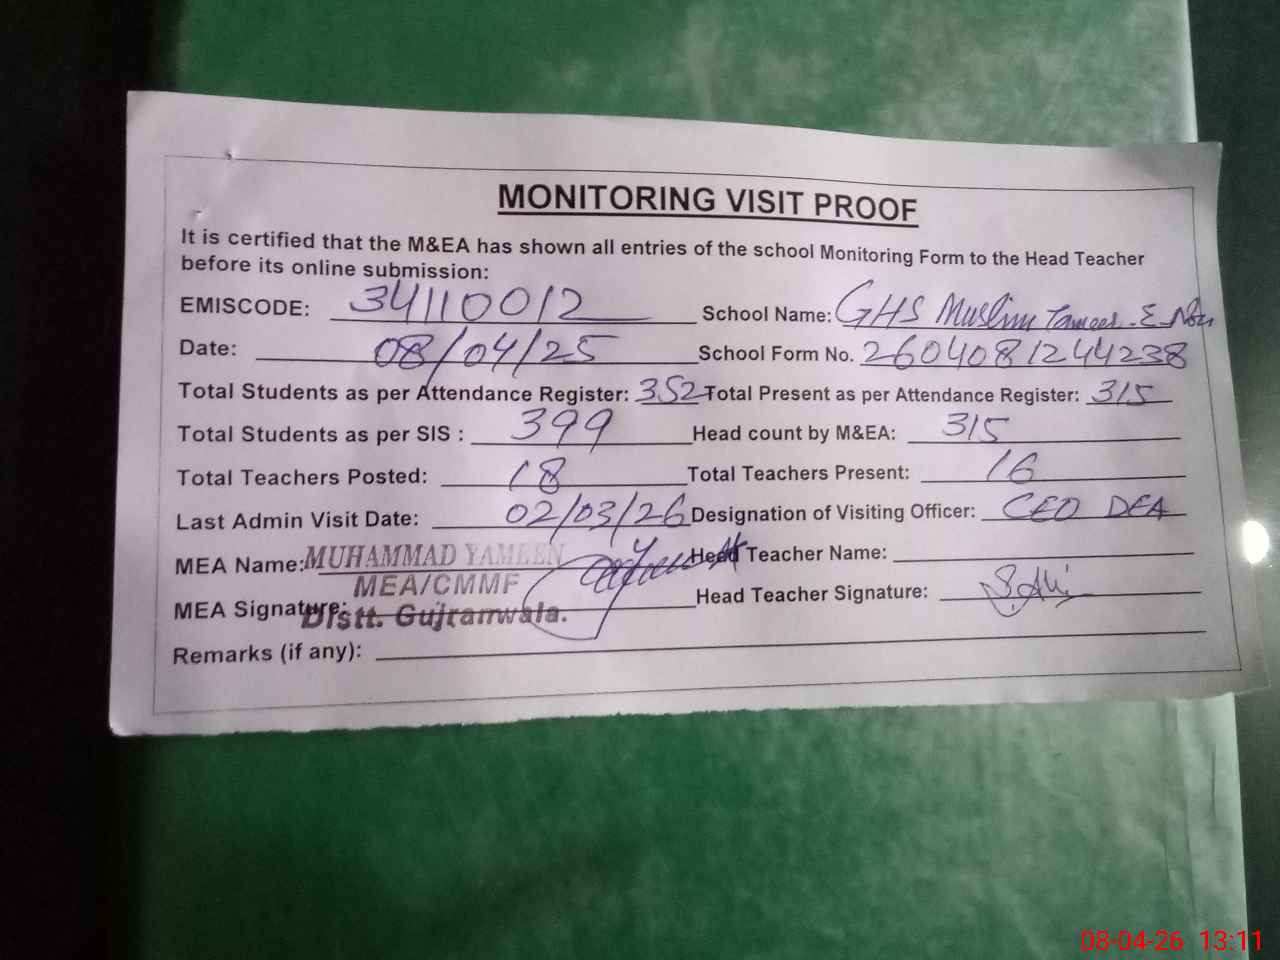 MONITORING VISIT PROOF
It is certified that the M&EA has shown all entries of the school Monitoring Form to the Head Teacher
before its online submission:
EMISCODE: 34110012 School Name: GHS Muslim
Date: 08/04/25 School Form No. 2604081244238
Total Students as per Attendance Register: 352 Total Present as per Attendance Register: 315
Total Students as per SIS : 399 Head count by M&EA: 315
Total Teachers Posted: 18 Total Teachers Present: 16
Last Admin Visit Date: 02/03/26 Designation of Visiting Officer: CEO DEA
MEA Name: MUHAMMAD YAMEEN Head Teacher Name:
MEA/CMMF
MEA Signature: Distt. Gujranwala. Head Teacher Signature:
Remarks (if any):
08-04-26 13:11